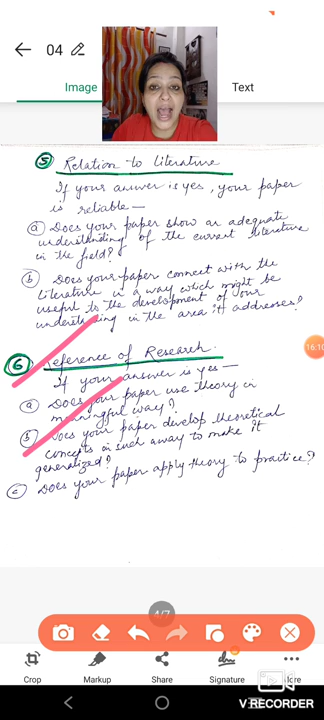 04
Image
Text
5 Relation to Literature
If your answer is yes, your paper
is reliable —
a Does your paper show an adequate
understanding of the current literature
in the field?
b Does your paper connect with the
literature in a way which might be
useful to the development of our
understanding in the area it addresses?
6 Reference of Research.
If your answer is yes —
a Does your paper use theory in
meaningful way?
b Does your paper develop theoretical
concepts in such away to make it
generalized?
c Does your paper apply theory to practice?
16:10
4/7
Crop
Markup
Share
Signature
More
V RECORDER